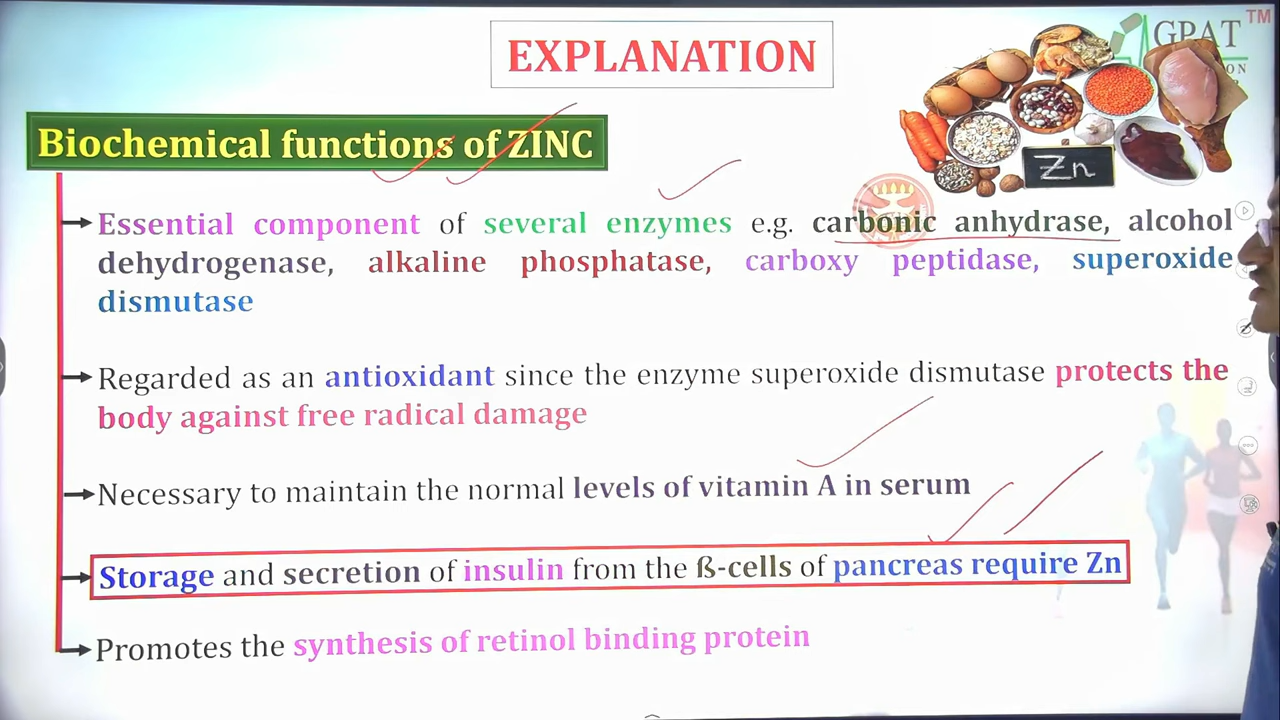 EXPLANATION
GPAT
TM
ON
Biochemical functions of ZINC
Zn
Essential component of several enzymes e.g. carbonic anhydrase, alcohol
dehydrogenase, alkaline phosphatase, carboxy peptidase, superoxide
dismutase
Regarded as an antioxidant since the enzyme superoxide dismutase protects the
body against free radical damage
Necessary to maintain the normal levels of vitamin A in serum
Storage and secretion of insulin from the ß-cells of pancreas require Zn
Promotes the synthesis of retinol binding protein